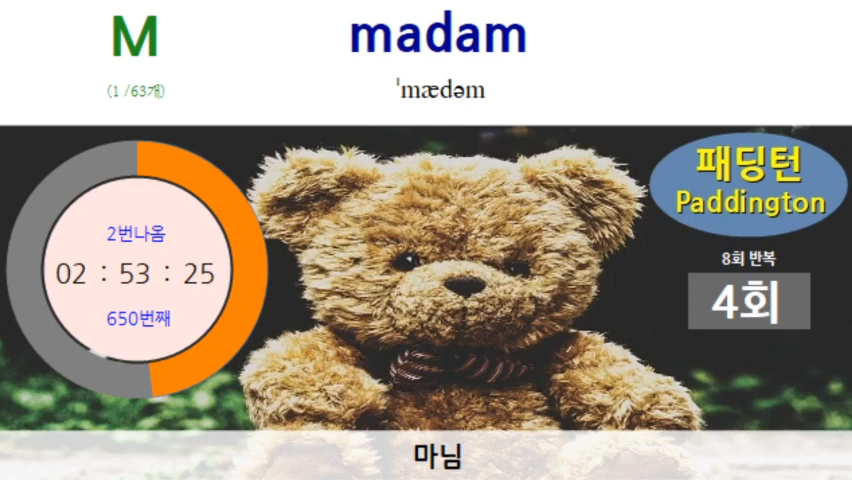 M
madam
(1 /63개)
ˈmædəm
패딩턴
Paddington
2번나옴
02 : 53 : 25
650번째
8회 반복
4회
마님